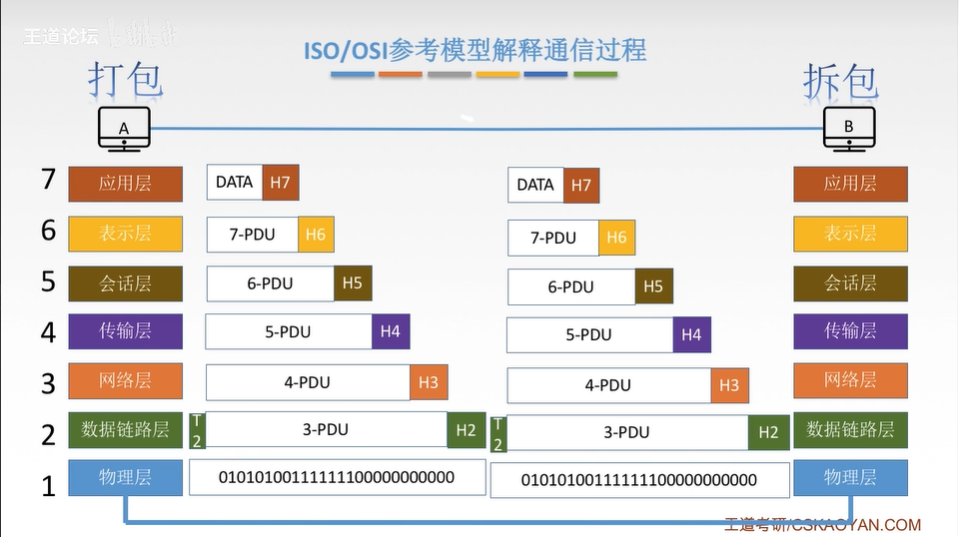 王道论坛
ISO/OSI参考模型解释通信过程
打包
拆包
A
B
7 应用层 DATA H7 DATA H7 应用层
6 表示层 7-PDU H6 7-PDU H6 表示层
5 会话层 6-PDU H5 6-PDU H5 会话层
4 传输层 5-PDU H4 5-PDU H4 传输层
3 网络层 4-PDU H3 4-PDU H3 网络层
2 数据链路层 T2 3-PDU H2 T2 3-PDU H2 数据链路层
1 物理层 010101001111111100000000000 010101001111111100000000000 物理层
王道考研/CSKAOYAN.COM